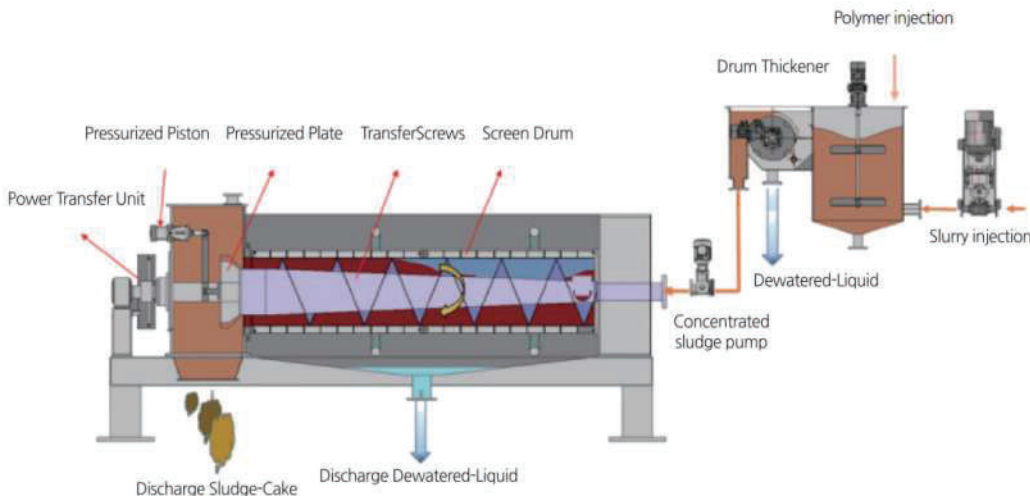 Polymer injection
Drum Thickener
Pressurized Piston
Pressurized Plate
TransferScrews
Screen Drum
Power Transfer Unit
Slurry injection
Dewatered-Liquid
Concentrated
sludge pump
Discharge Dewatered-Liquid
Discharge Sludge-Cake